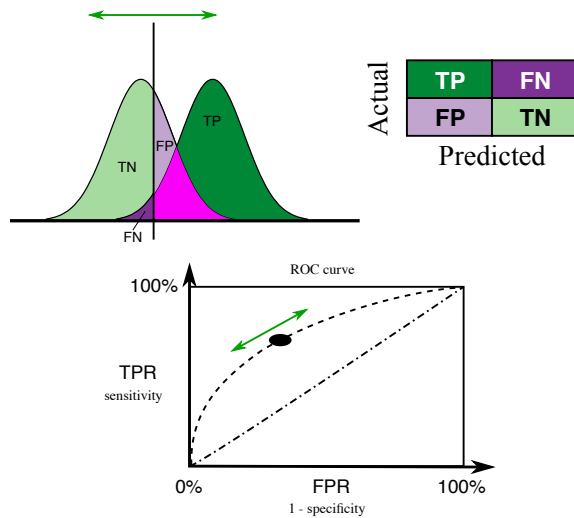 TN
FP
TP
FN
Actual
TP FN
FP TN
Predicted
ROC curve
100%
TPR
sensitivity
0% FPR 100%
1 - specificity